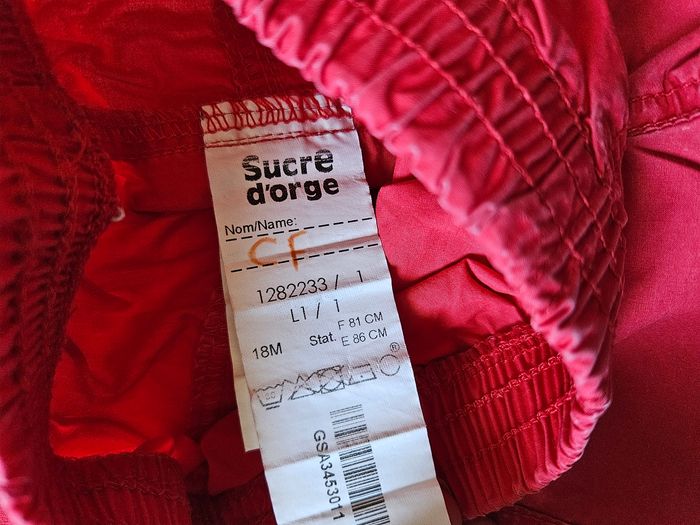 Sucre
d'orge
Nom/Name:
CF
1282233 / 1
L1 / 1
18M Stat. F 81 CM
E 86 CM
GSA3453011